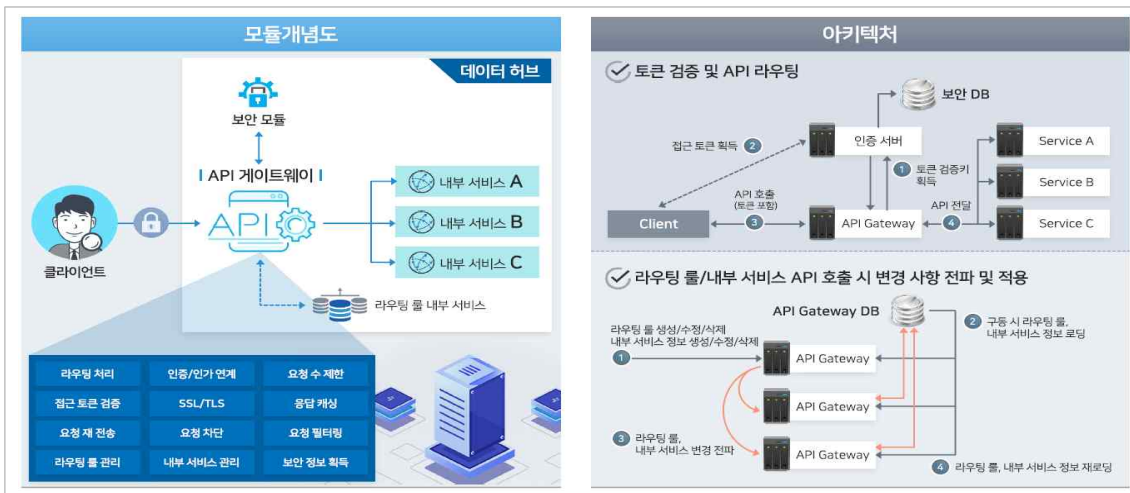 모듈개념도
데이터 허브
보안 모듈
API 게이트웨이
API
클라이언트
내부 서비스 A
내부 서비스 B
내부 서비스 C
라우팅 룰 내부 서비스
라우팅 처리
인증/인가 연계
요청 수 제한
접근 토큰 검증
SSL/TLS
응답 캐싱
요청 재 전송
요청 차단
요청 필터링
라우팅 룰 관리
내부 서비스 관리
보안 정보 획득
아키텍처
토큰 검증 및 API 라우팅
보안 DB
접근 토큰 획득 2
인증 서버
Service A
1 토큰 검증키
획득
Service B
API 호출
(토큰 포함)
API 전달
Client
3
API Gateway
4
Service C
라우팅 룰/내부 서비스 API 호출 시 변경 사항 전파 및 적용
API Gateway DB
라우팅 룰 생성/수정/삭제
내부 서비스 정보 생성/수정/삭제
1
2 구동 시 라우팅 룰,
내부 서비스 정보 로딩
API Gateway
API Gateway
3 라우팅 룰,
내부 서비스 변경 전파
API Gateway
4 라우팅 룰, 내부 서비스 정보 재로딩